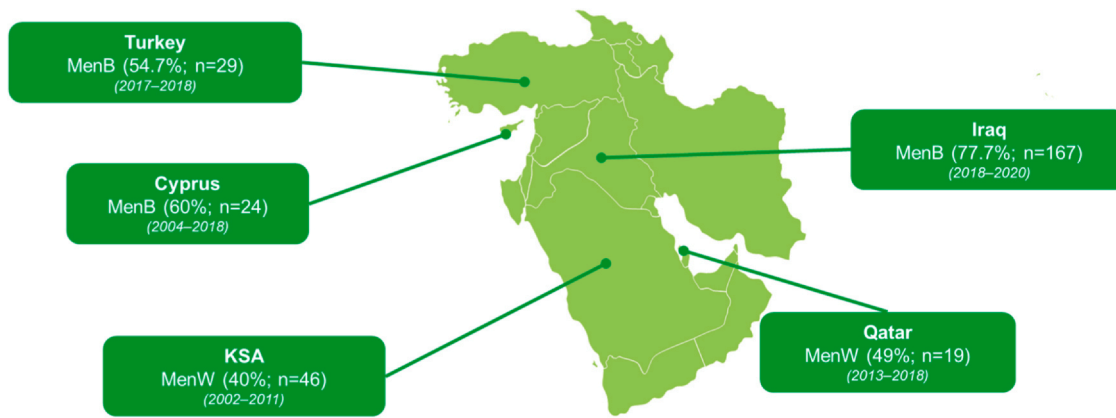 Turkey
MenB (54.7%; n=29)
(2017–2018)
Cyprus
MenB (60%; n=24)
(2004–2018)
KSA
MenW (40%; n=46)
(2002–2011)
Iraq
MenB (77.7%; n=167)
(2018–2020)
Qatar
MenW (49%; n=19)
(2013–2018)